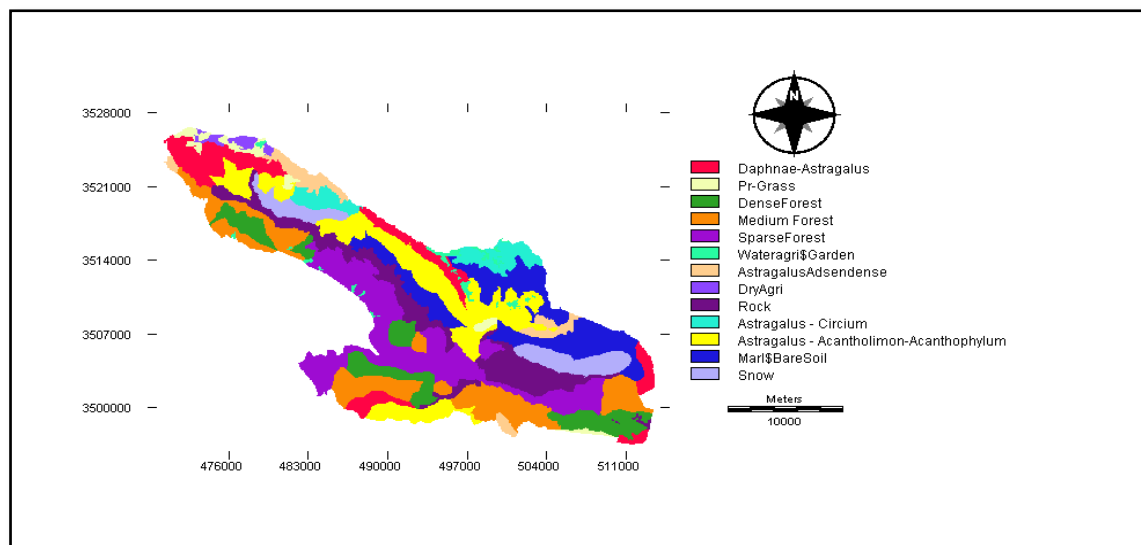 N
3528000
3521000
3514000
3507000
3500000
476000 483000 490000 497000 504000 511000
Daphnae-Astragalus
Pr-Grass
DenseForest
Medium Forest
SparseForest
Wateragri$Garden
AstragalusAdsendense
DryAgri
Rock
Astragalus - Circium
Astragalus - Acantholimon-Acanthophylum
Marl$BareSoil
Snow
Meters
10000